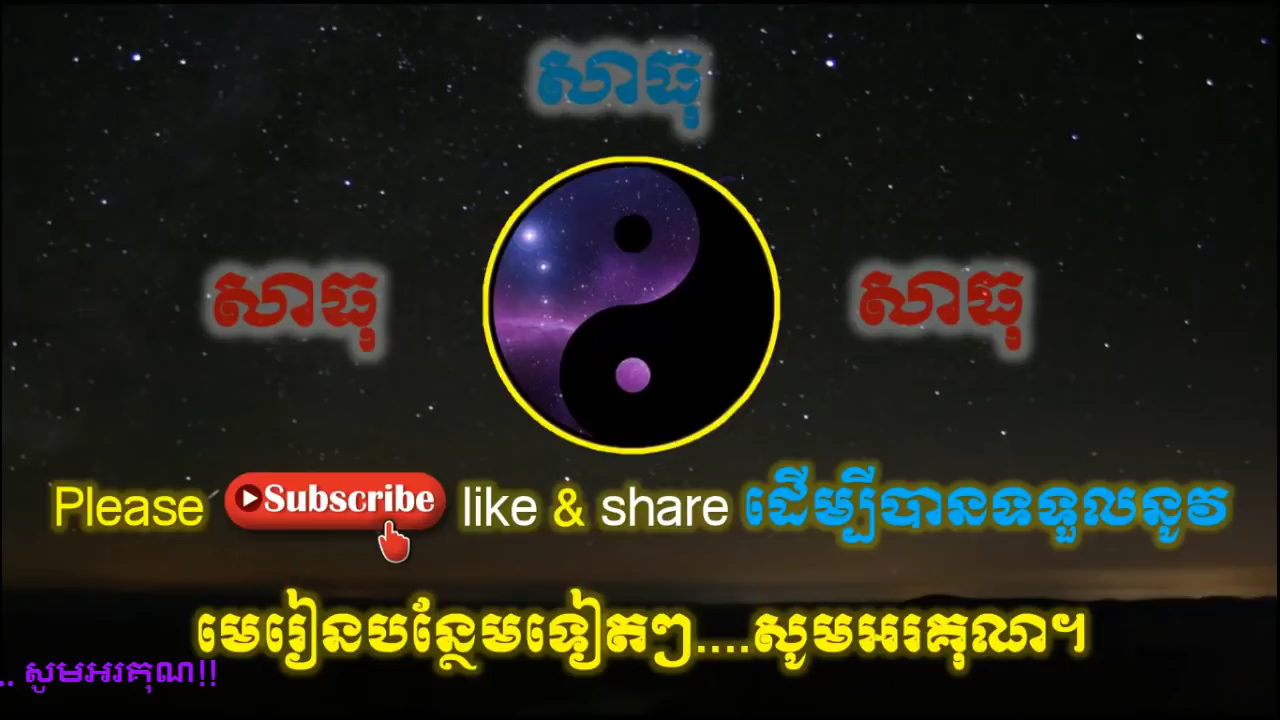 សាធុ
សាធុ
សាធុ
Please Subscribe like & share ដើម្បីបានទទួលនូវ
មេរៀនបន្ថែមទៀតៗ....សូមអរគុណ។
.. សូមអរគុណ!!